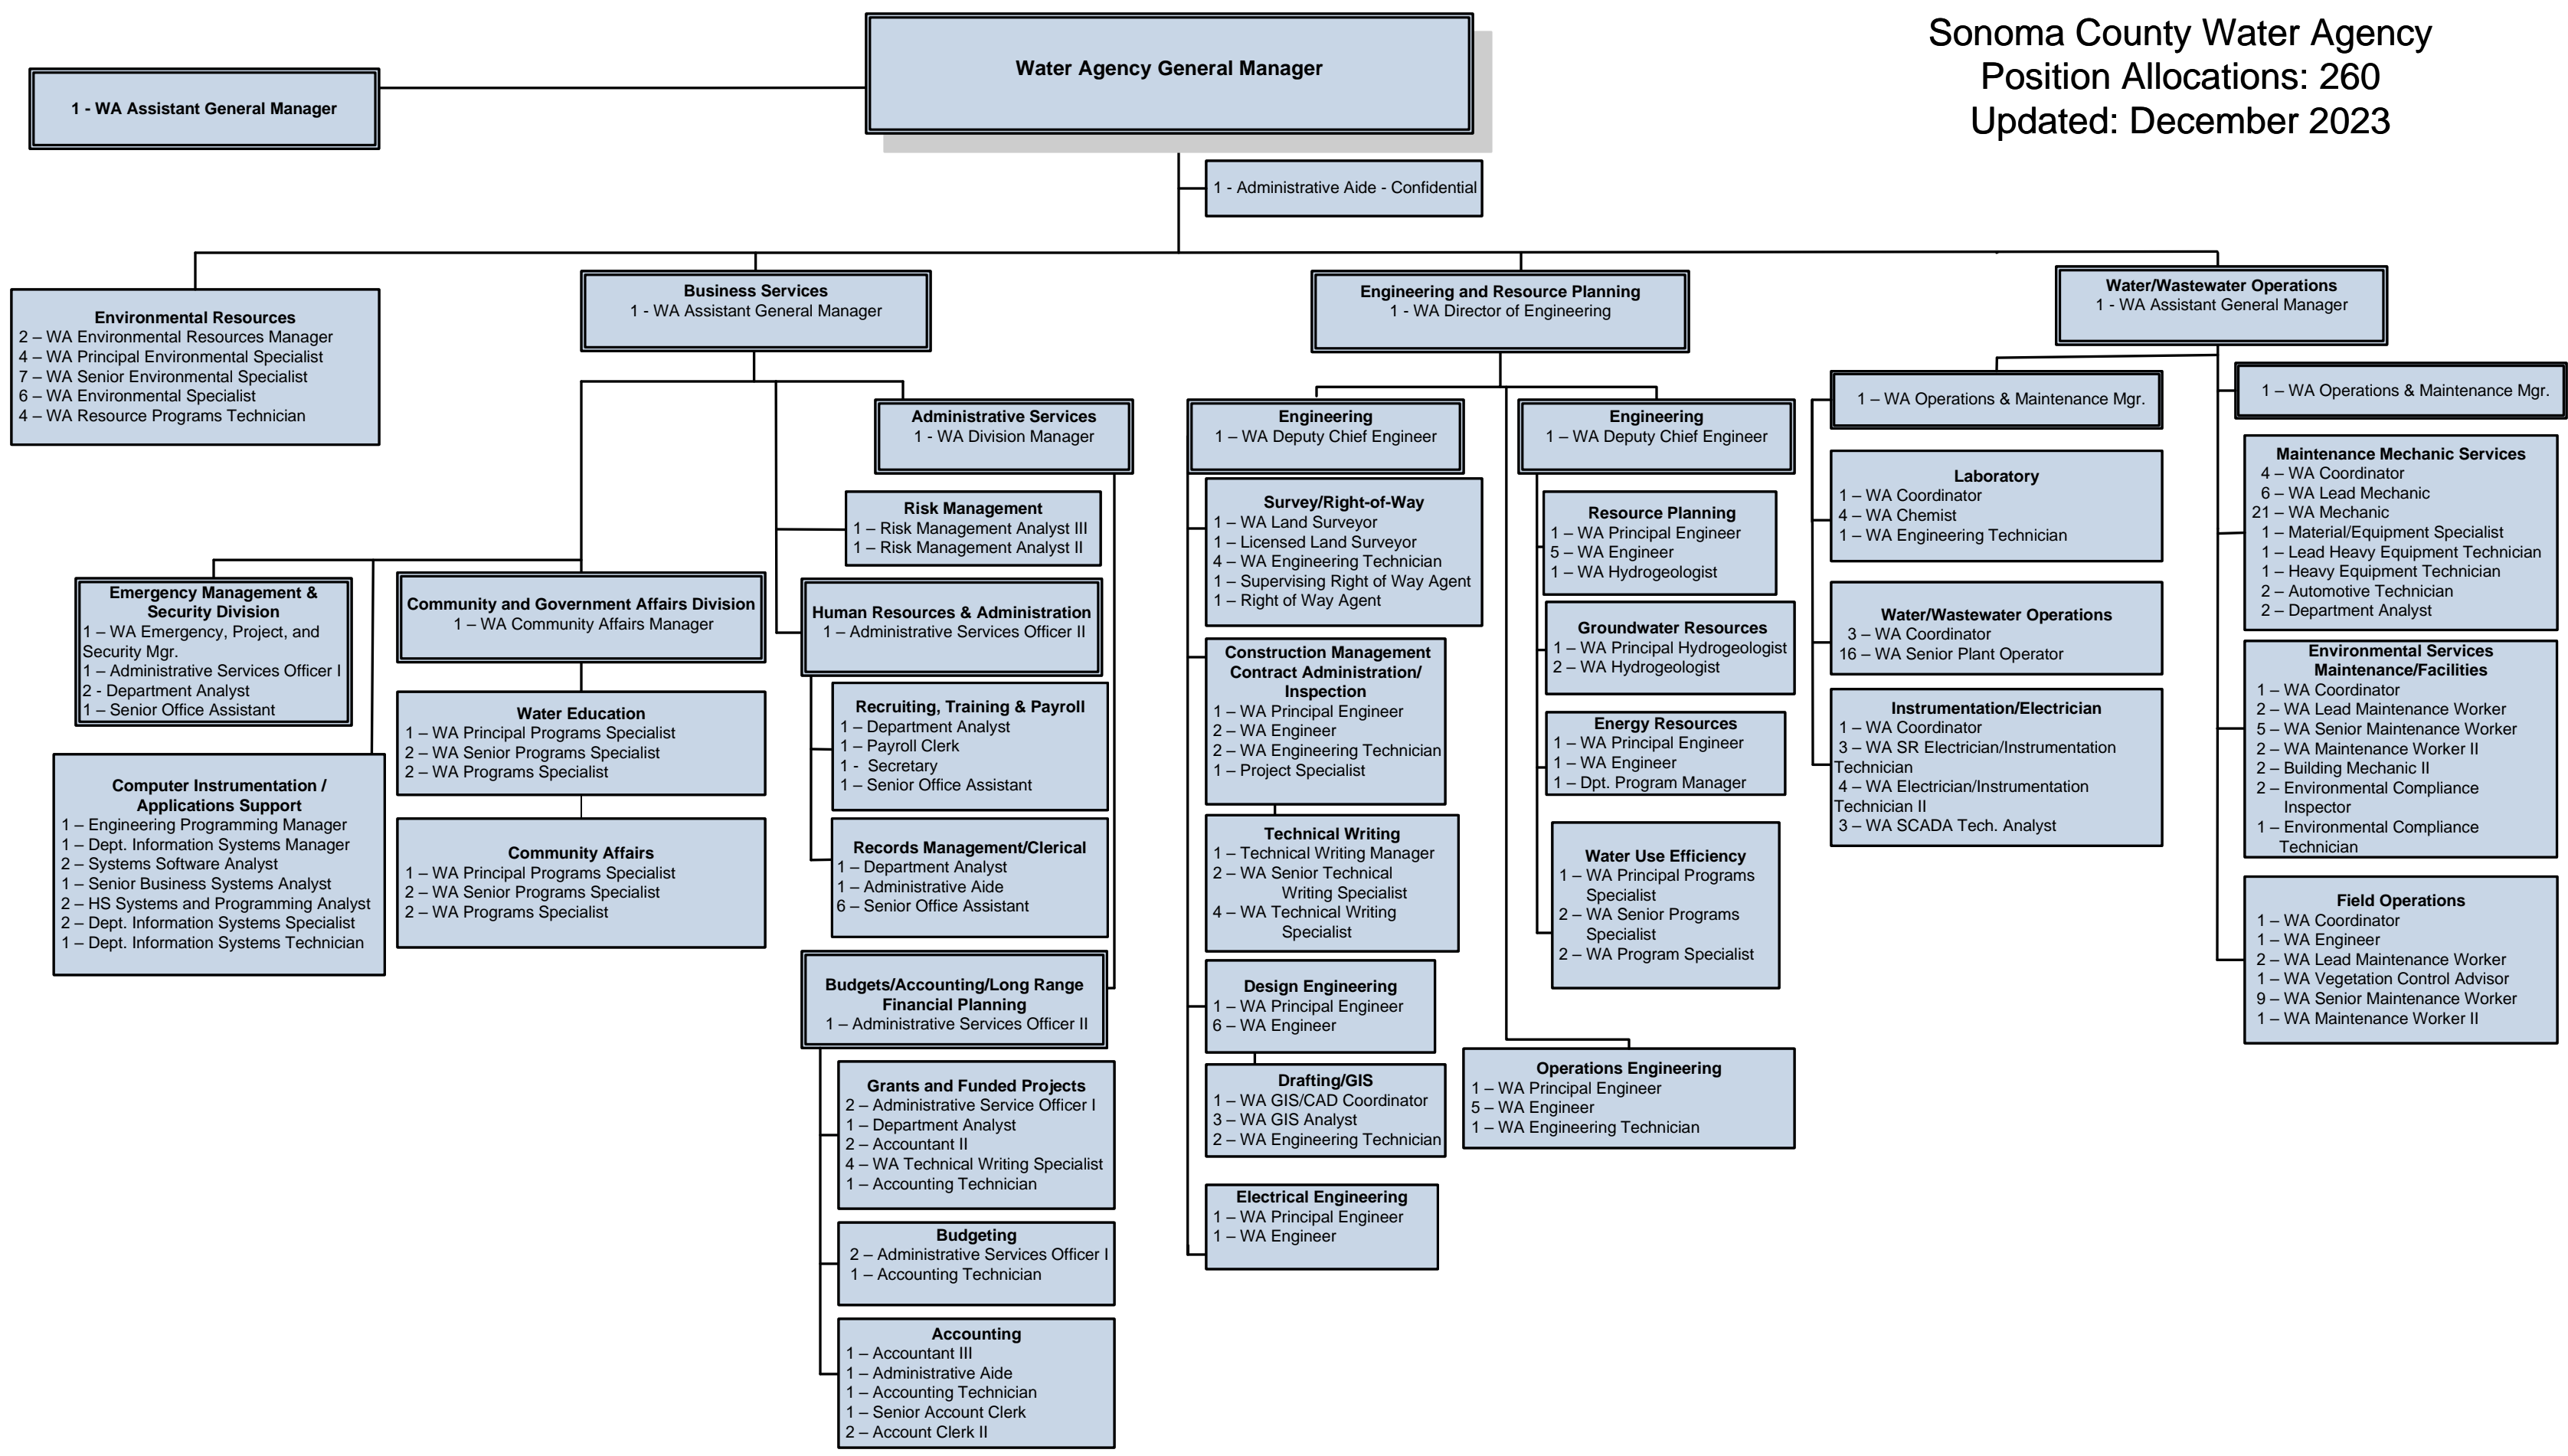 Sonoma County Water Agency
Position Allocations: 260
Updated: December 2023
Water Agency General Manager
1 - WA Assistant General Manager
1 - Administrative Aide - Confidential
Environmental Resources
2 – WA Environmental Resources Manager
4 – WA Principal Environmental Specialist
7 – WA Senior Environmental Specialist
6 – WA Environmental Specialist
4 – WA Resource Programs Technician
Business Services
1 - WA Assistant General Manager
Administrative Services
1 - WA Division Manager
Risk Management
1 – Risk Management Analyst III
1 – Risk Management Analyst II
Emergency Management &
Security Division
1 – WA Emergency, Project, and
Security Mgr.
1 – Administrative Services Officer I
2 - Department Analyst
1 – Senior Office Assistant
Computer Instrumentation /
Applications Support
1 – Engineering Programming Manager
1 – Dept. Information Systems Manager
2 – Systems Software Analyst
1 – Senior Business Systems Analyst
2 – HS Systems and Programming Analyst
2 – Dept. Information Systems Specialist
1 – Dept. Information Systems Technician
Community and Government Affairs Division
1 – WA Community Affairs Manager
Water Education
1 – WA Principal Programs Specialist
2 – WA Senior Programs Specialist
2 – WA Programs Specialist
Community Affairs
1 – WA Principal Programs Specialist
2 – WA Senior Programs Specialist
2 – WA Programs Specialist
Human Resources & Administration
1 – Administrative Services Officer II
Recruiting, Training & Payroll
1 – Department Analyst
1 – Payroll Clerk
1 - Secretary
1 – Senior Office Assistant
Records Management/Clerical
1 – Department Analyst
1 – Administrative Aide
6 – Senior Office Assistant
Budgets/Accounting/Long Range
Financial Planning
1 – Administrative Services Officer II
Grants and Funded Projects
2 – Administrative Service Officer I
1 – Department Analyst
2 – Accountant II
4 – WA Technical Writing Specialist
1 – Accounting Technician
Budgeting
2 – Administrative Services Officer I
1 – Accounting Technician
Accounting
1 – Accountant III
1 – Administrative Aide
1 – Accounting Technician
1 – Senior Account Clerk
2 – Account Clerk II
Engineering and Resource Planning
1 - WA Director of Engineering
Engineering
1 – WA Deputy Chief Engineer
Survey/Right-of-Way
1 – WA Land Surveyor
1 – Licensed Land Surveyor
4 – WA Engineering Technician
1 – Supervising Right of Way Agent
1 – Right of Way Agent
Construction Management
Contract Administration/
Inspection
1 – WA Principal Engineer
2 – WA Engineer
2 – WA Engineering Technician
1 – Project Specialist
Technical Writing
1 – Technical Writing Manager
2 – WA Senior Technical
Writing Specialist
4 – WA Technical Writing
Specialist
Design Engineering
1 – WA Principal Engineer
6 – WA Engineer
Drafting/GIS
1 – WA GIS/CAD Coordinator
3 – WA GIS Analyst
2 – WA Engineering Technician
Electrical Engineering
1 – WA Principal Engineer
1 – WA Engineer
Engineering
1 – WA Deputy Chief Engineer
Resource Planning
1 – WA Principal Engineer
5 – WA Engineer
1 – WA Hydrogeologist
Groundwater Resources
1 – WA Principal Hydrogeologist
2 – WA Hydrogeologist
Energy Resources
1 – WA Principal Engineer
1 – WA Engineer
1 – Dpt. Program Manager
Water Use Efficiency
1 – WA Principal Programs
Specialist
2 – WA Senior Programs
Specialist
2 – WA Program Specialist
Operations Engineering
1 – WA Principal Engineer
5 – WA Engineer
1 – WA Engineering Technician
Water/Wastewater Operations
1 - WA Assistant General Manager
1 – WA Operations & Maintenance Mgr.
Laboratory
1 – WA Coordinator
4 – WA Chemist
1 – WA Engineering Technician
Water/Wastewater Operations
3 – WA Coordinator
16 – WA Senior Plant Operator
Instrumentation/Electrician
1 – WA Coordinator
3 – WA SR Electrician/Instrumentation
Technician
4 – WA Electrician/Instrumentation
Technician II
3 – WA SCADA Tech. Analyst
1 – WA Operations & Maintenance Mgr.
Maintenance Mechanic Services
4 – WA Coordinator
6 – WA Lead Mechanic
21 – WA Mechanic
1 – Material/Equipment Specialist
1 – Lead Heavy Equipment Technician
1 – Heavy Equipment Technician
2 – Automotive Technician
2 – Department Analyst
Environmental Services
Maintenance/Facilities
1 – WA Coordinator
2 – WA Lead Maintenance Worker
5 – WA Senior Maintenance Worker
2 – WA Maintenance Worker II
2 – Building Mechanic II
2 – Environmental Compliance
Inspector
1 – Environmental Compliance
Technician
Field Operations
1 – WA Coordinator
1 – WA Engineer
2 – WA Lead Maintenance Worker
1 – WA Vegetation Control Advisor
9 – WA Senior Maintenance Worker
1 – WA Maintenance Worker II